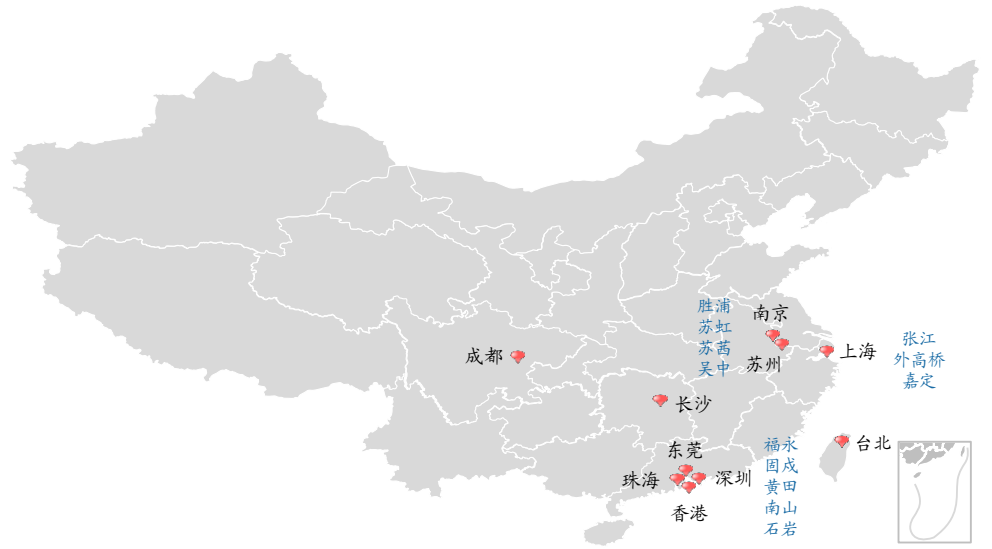 胜浦
苏虹
苏茜
吴中
南京
苏州
上海
张江
外高桥
嘉定
成都
长沙
东莞
珠海
深圳
香港
福永
固戍
黄田
南山
石岩
台北